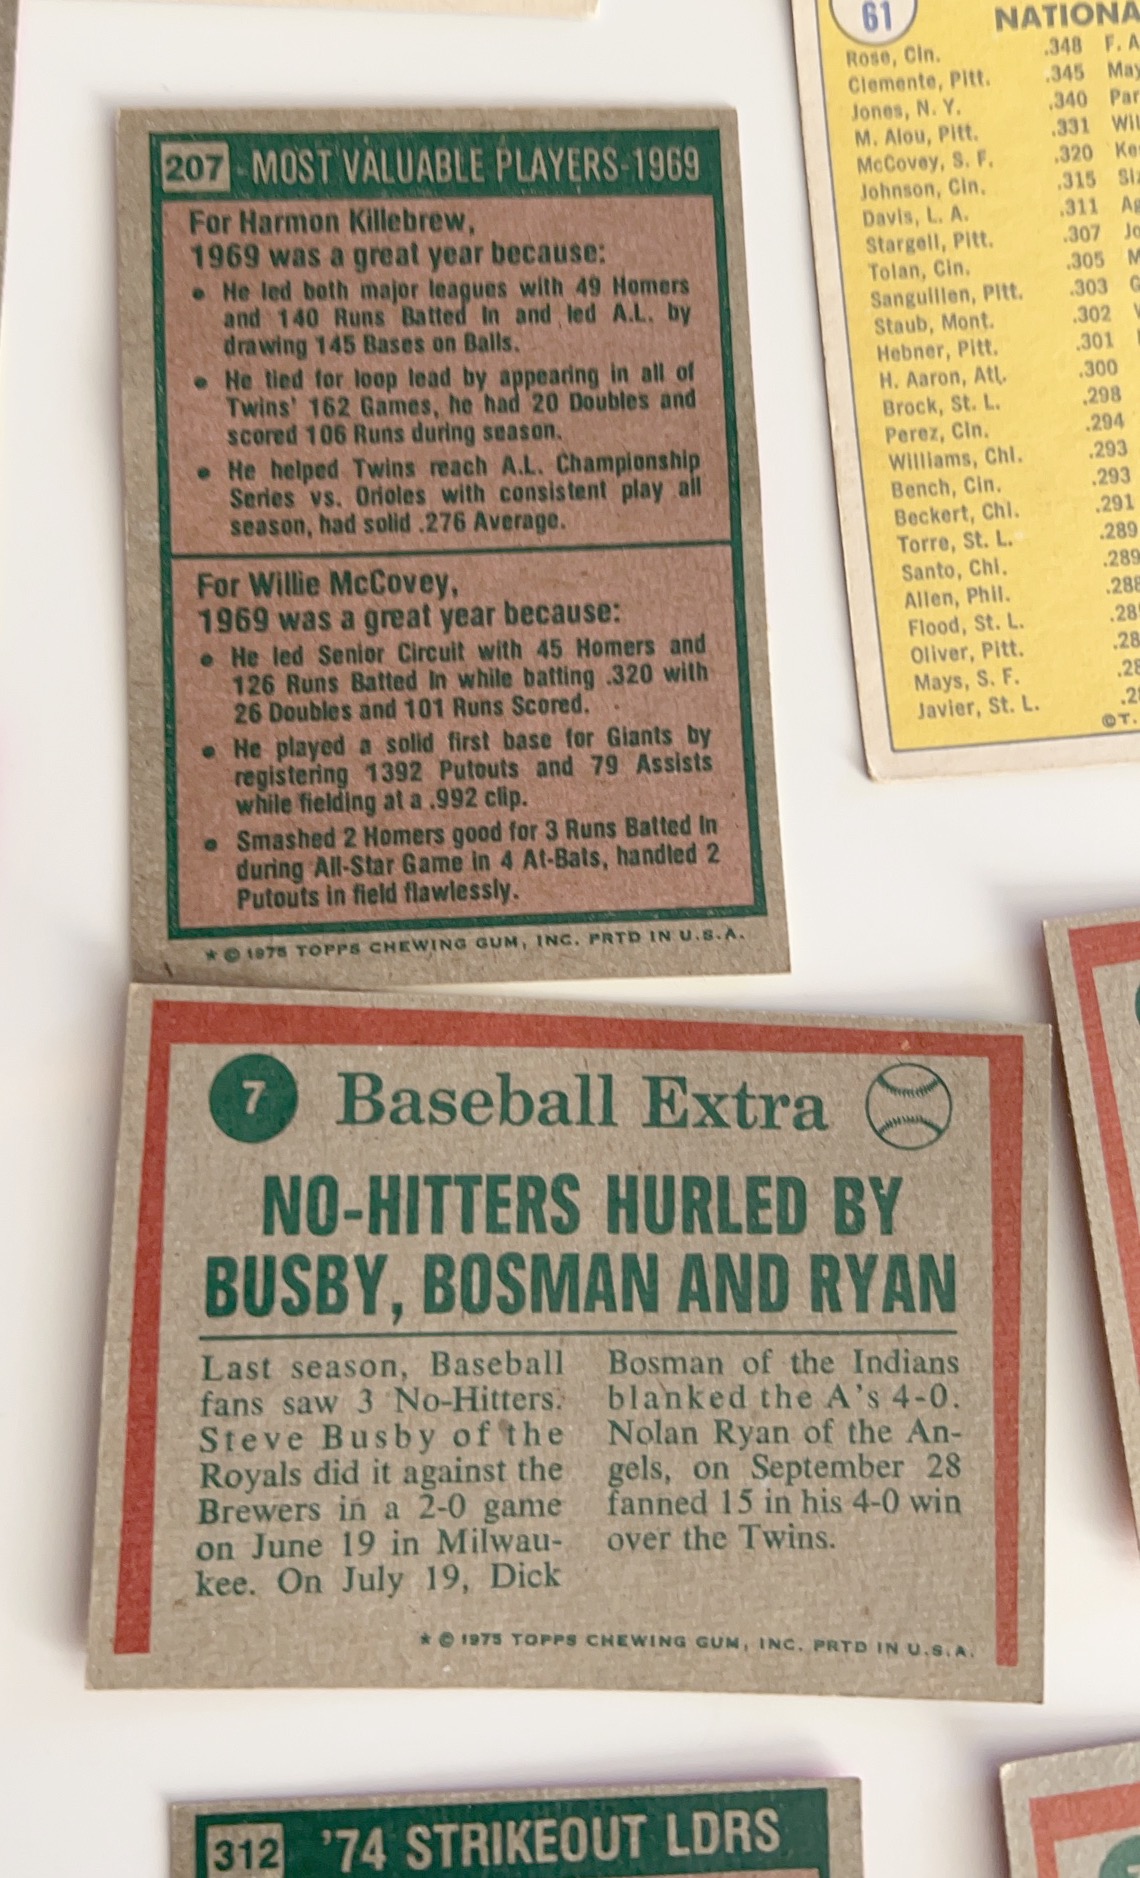 207 MOST VALUABLE PLAYERS-1969
For Harmon Killebrew,
1969 was a great year because:
• He led both major leagues with 49 Homers
and 140 Runs Batted In and led A.L. by
drawing 145 Bases on Balls.
• He tied for loop lead by appearing in all of
Twins' 162 Games, he had 20 Doubles and
scored 106 Runs during season.
• He helped Twins reach A.L. Championship
Series vs. Orioles with consistent play all
season, had solid .276 Average.
For Willie McCovey,
1969 was a great year because:
• He led Senior Circuit with 45 Homers and
126 Runs Batted In while batting .320 with
26 Doubles and 101 Runs Scored.
• He played a solid first base for Giants by
registering 1392 Putouts and 79 Assists
while fielding at a .992 clip.
• Smashed 2 Homers good for 3 Runs Batted In
during All-Star Game in 4 At-Bats, handled 2
Putouts in field flawlessly.
★ © 1975 TOPPS CHEWING GUM, INC. PRTD IN U.S.A.
61 NATIONA
Rose, Cin. .348 F. A
Clemente, Pitt. .345 May
Jones, N. Y. .340 Par
M. Alou, Pitt. .331 Wil
McCovey, S. F. .320 Ke
Johnson, Cin. .315 Si
Davis, L. A. .311 Ag
Stargell, Pitt. .307 Jo
Tolan, Cin. .305 M
Sanguillen, Pitt. .303
Staub, Mont. .302
Hebner, Pitt. .301
H. Aaron, Atl. .300
Brock, St. L. .298
Perez, Cin. .294
Williams, Chi. .293
Bench, Cin. .293
Beckert, Chi. .291
Torre, St. L. .289
Santo, Chi. .289
Allen, Phil. .288
Flood, St. L. .28
Oliver, Pitt. .28
Mays, S. F. .28
Javier, St. L. .2
©T.
7 Baseball Extra
NO-HITTERS HURLED BY
BUSBY, BOSMAN AND RYAN
Last season, Baseball
fans saw 3 No-Hitters.
Steve Busby of the
Royals did it against the
Brewers in a 2-0 game
on June 19 in Milwau-
kee. On July 19, Dick
Bosman of the Indians
blanked the A's 4-0.
Nolan Ryan of the An-
gels, on September 28
fanned 15 in his 4-0 win
over the Twins.
★ © 1975 TOPPS CHEWING GUM, INC. PRTD IN U.S.A.
312 '74 STRIKEOUT LDRS